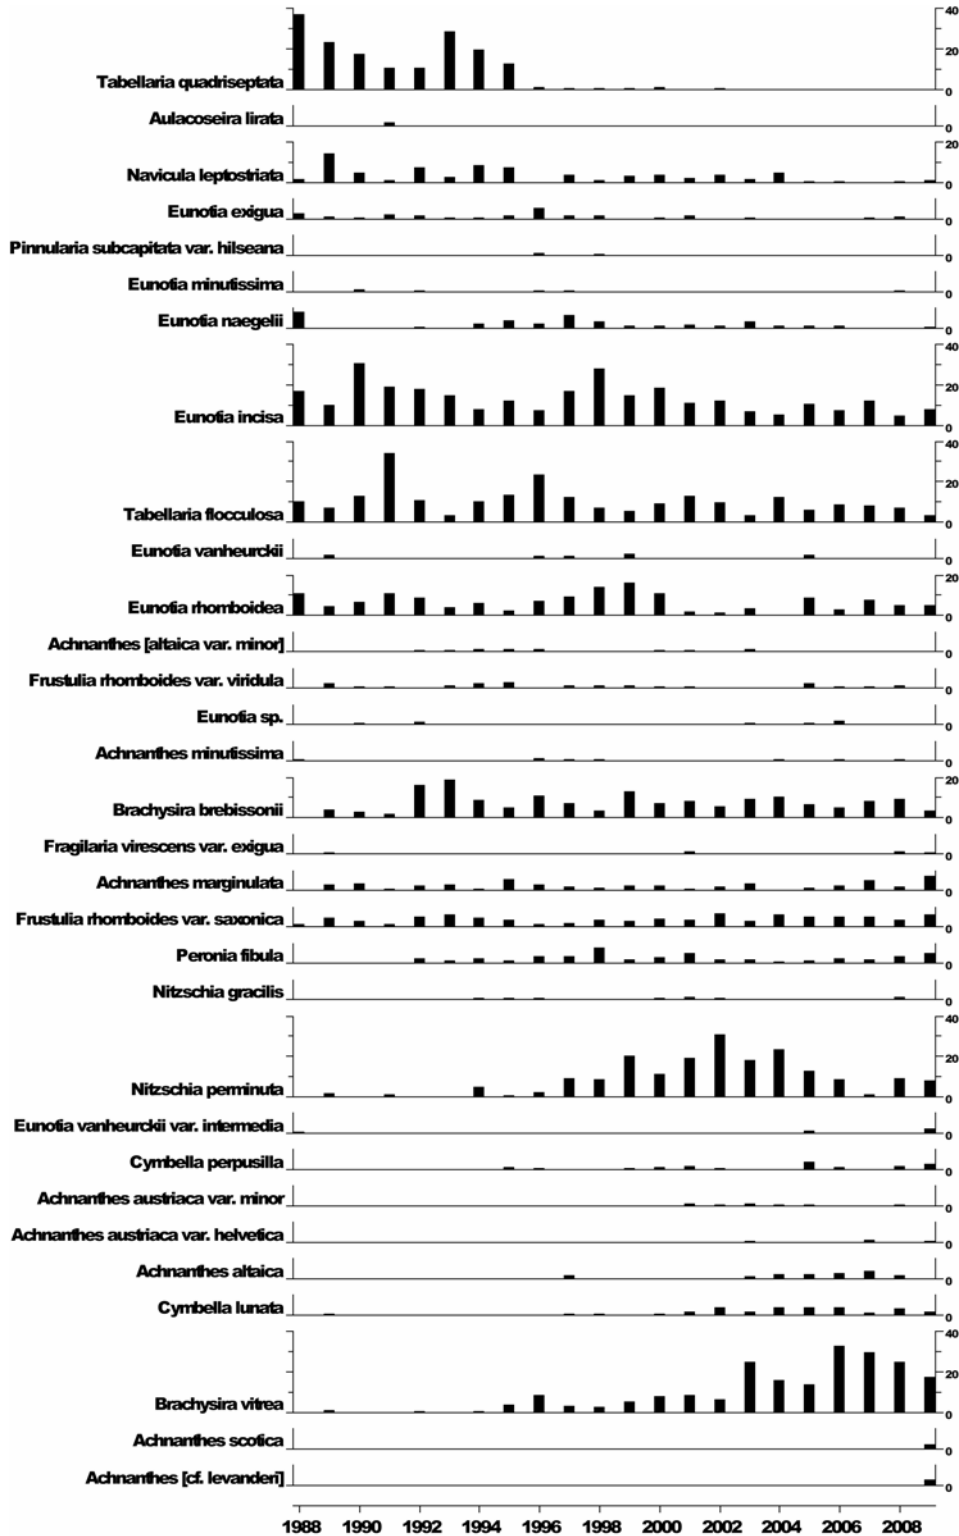 40
20
Tabellaria quadriseptata
0
Aulacoseira lirata
0
20
Navicula leptostriata
0
Eunotia exigua
0
Pinnularia subcapitata var. hilseana
0
Eunotia minutissima
0
Eunotia naegelii
0
40
20
Eunotia incisa
0
40
20
Tabellaria flocculosa
0
Eunotia vanheurckii
0
20
Eunotia rhomboidea
0
Achnanthes [altaica var. minor]
0
Frustulia rhomboides var. viridula
0
Eunotia sp.
0
Achnanthes minutissima
0
20
Brachysira brebissonii
0
Fragilaria virescens var. exigua
0
Achnanthes marginulata
0
Frustulia rhomboides var. saxonica
0
Peronia fibula
0
Nitzschia gracilis
0
40
20
Nitzschia perminuta
0
Eunotia vanheurckii var. intermedia
0
Cymbella perpusilla
0
Achnanthes austriaca var. minor
0
Achnanthes austriaca var. helvetica
0
Achnanthes altaica
0
Cymbella lunata
0
40
20
Brachysira vitrea
0
Achnanthes scotica
0
Achnanthes [cf. levanderi]
0
1988 1990 1992 1994 1996 1998 2000 2002 2004 2006 2008